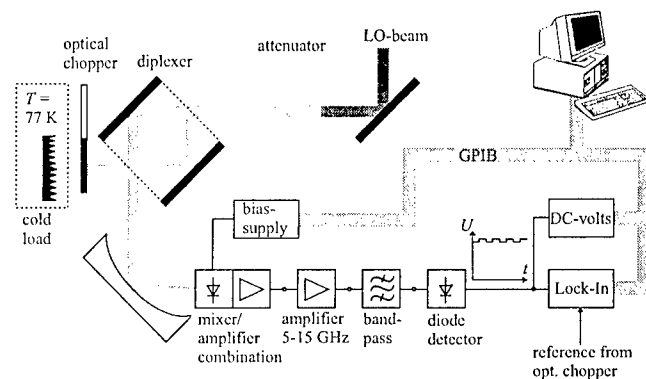 optical
chopper
diplexer
attenuator
LO-beam
T =
77 K
cold
load
GPIB
bias-
supply
U
t
DC-volts
Lock-In
mixer/
amplifier
combination
amplifier
5-15 GHz
band-
pass
diode
detector
reference from
opt. chopper